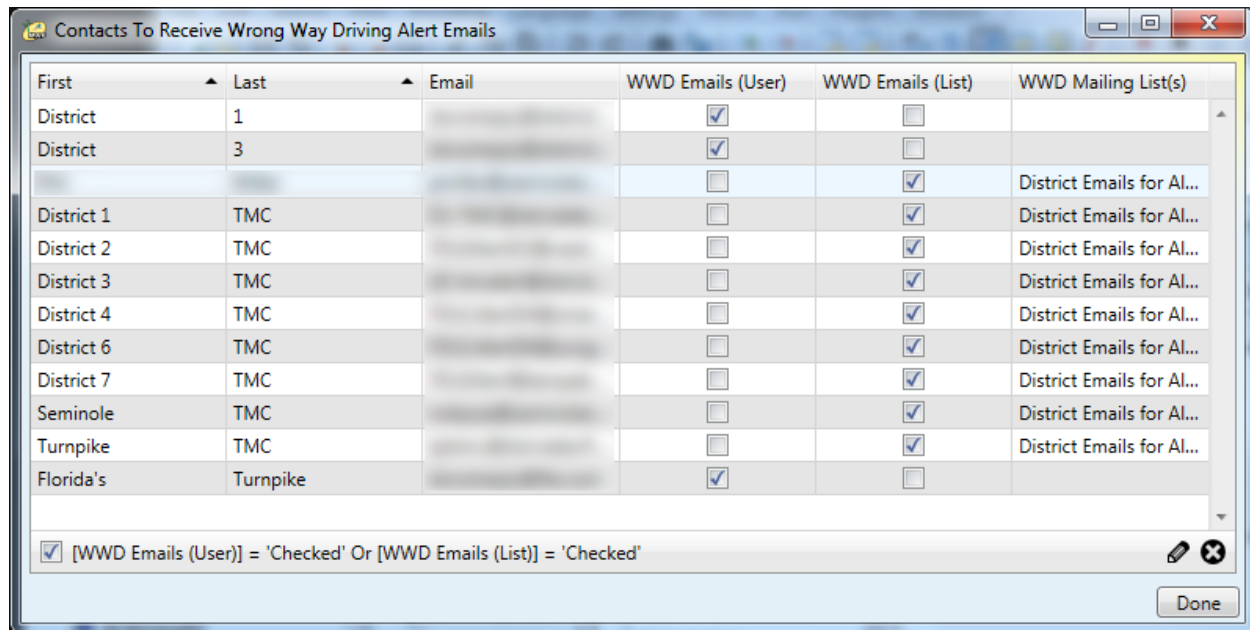 Contacts To Receive Wrong Way Driving Alert Emails
First Last Email WWD Emails (User) WWD Emails (List) WWD Mailing List(s)
District 1
District 3
District Emails for Al...
District 1 TMC District Emails for Al...
District 2 TMC District Emails for Al...
District 3 TMC District Emails for Al...
District 4 TMC District Emails for Al...
District 6 TMC District Emails for Al...
District 7 TMC District Emails for Al...
Seminole TMC District Emails for Al...
Turnpike TMC District Emails for Al...
Florida's Turnpike
[WWD Emails (User)] = 'Checked' Or [WWD Emails (List)] = 'Checked'
Done